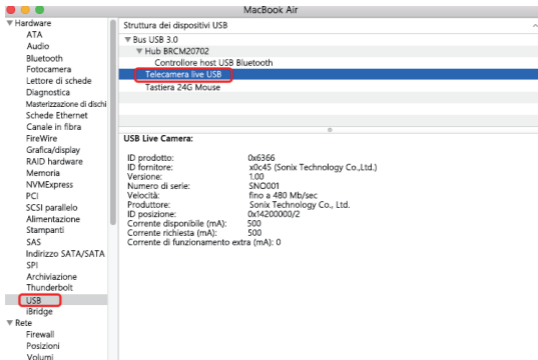 MacBook Air
Hardware
ATA
Audio
Bluetooth
Fotocamera
Lettore di schede
Diagnostica
Masterizzazione di dischi
Schede Ethernet
Canale in fibra
FireWire
Grafica/display
RAID hardware
Memoria
NVMExpress
PCI
SCSI parallelo
Alimentazione
Stampanti
SAS
Indirizzo SATA/SATA
SPI
Archiviazione
Thunderbolt
USB
iBridge
Rete
Firewall
Posizioni
Volumi
Struttura dei dispositivi USB
Bus USB 3.0
Hub BRCM20702
Controllore host USB Bluetooth
Telecamera live USB
Tastiera 24G Mouse
USB Live Camera:
ID prodotto: 0x6366
ID fornitore: x0c45 (Sonix Technology Co.,Ltd.)
Versione: 1.00
Numero di serie: SNO001
Velocità: fino a 480 Mb/sec
Produttore: Sonix Technology Co., Ltd.
ID posizione: 0x14200000/2
Corrente disponibile (mA): 500
Corrente richiesta (mA): 500
Corrente di funzionamento extra (mA): 0